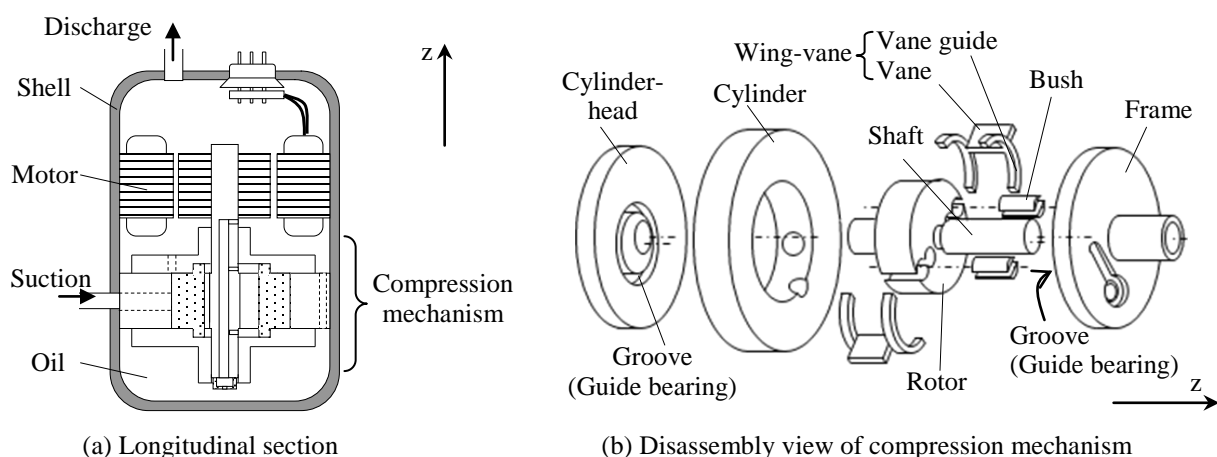 Discharge
z
Shell
Motor
Suction
Compression
mechanism
Oil
(a) Longitudinal section
Wing-vane
Vane guide
Vane
Bush
Cylinder-
head
Cylinder
Frame
Shaft
Groove
(Guide bearing)
Rotor
Groove
(Guide bearing)
z
(b) Disassembly view of compression mechanism